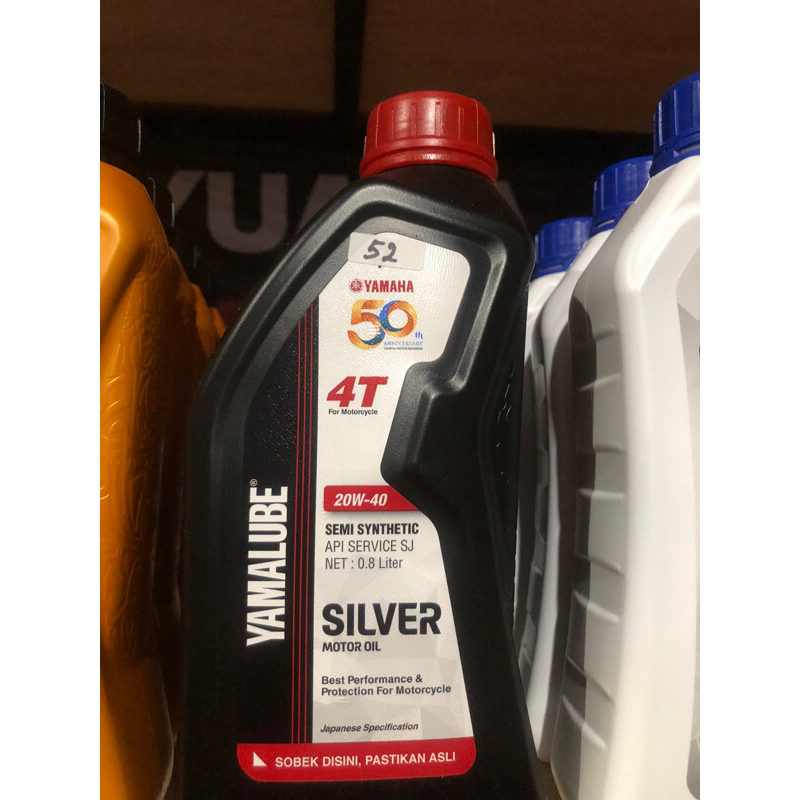 YUA
52
YAMAHA
50th
ANNIVERSARY
4T
For Motorcycle
YAMALUBE®
20W-40
SEMI SYNTHETIC
API SERVICE SJ
NET : 0.8 Liter
SILVER
MOTOR OIL
Best Performance &
Protection For Motorcycle
Japanese Specification
SOBEK DISINI, PASTIKAN ASLI